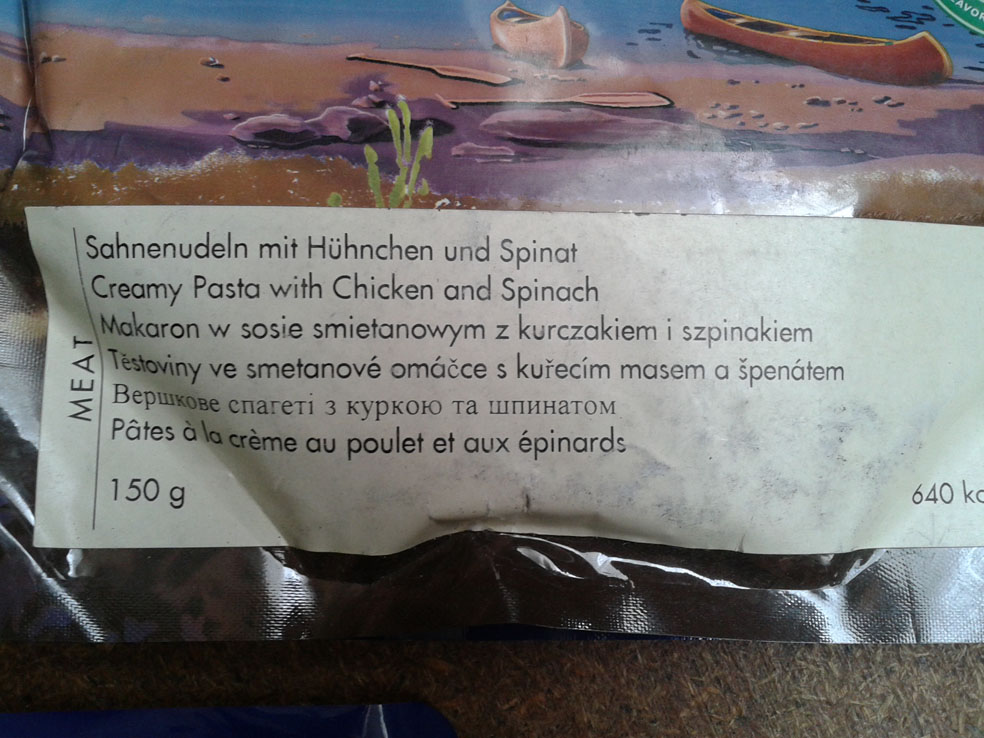 MEAT
Sahnenudeln mit Hühnchen und Spinat
Creamy Pasta with Chicken and Spinach
Makaron w sosie smietanowym z kurczakiem i szpinakiem
Těstoviny ve smetanové omáčce s kuřecím masem a špenátem
Вершкове спагеті з куркою та шпинатом
Pâtes à la crème au poulet et aux épinards
150 g
640 kc